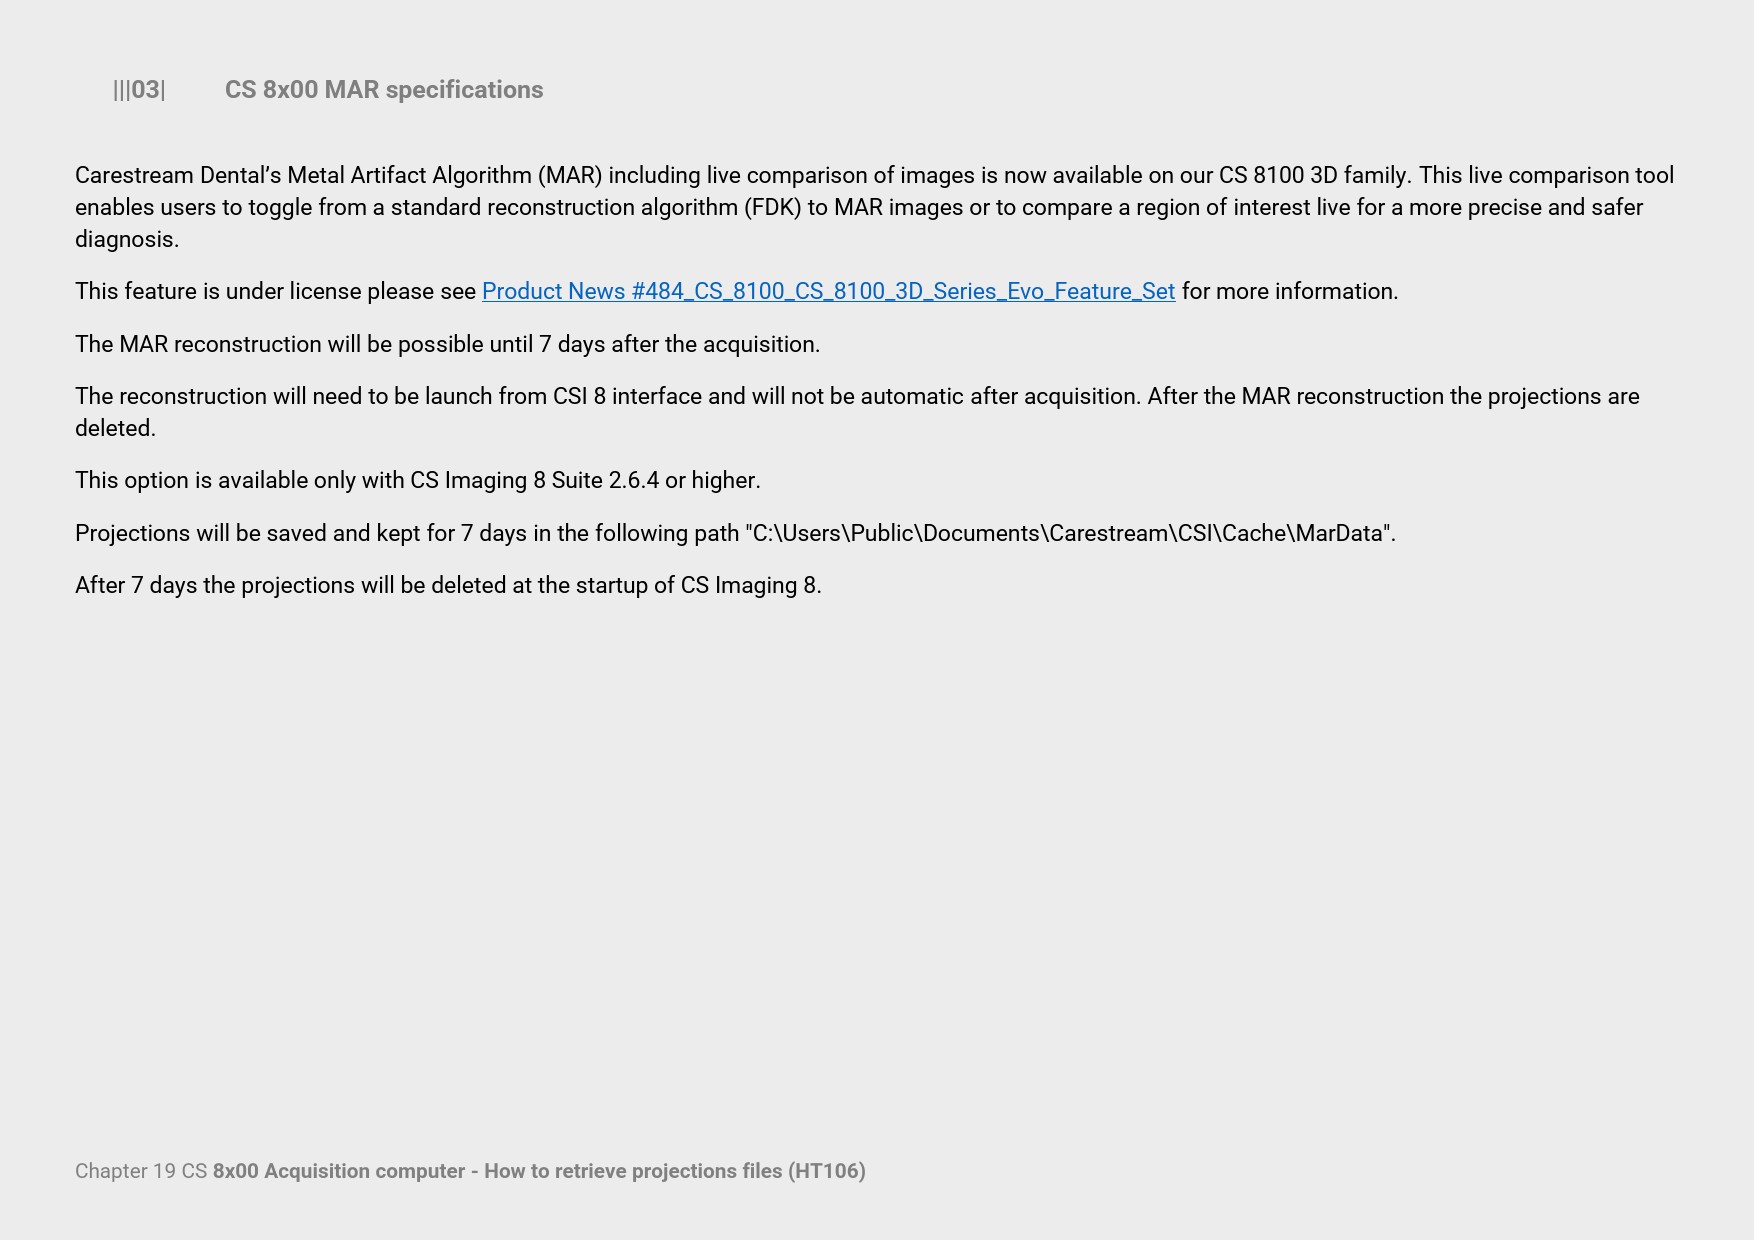 |||03| CS 8x00 MAR specifications
Carestream Dental’s Metal Artifact Algorithm (MAR) including live comparison of images is now available on our CS 8100 3D family. This live comparison tool
enables users to toggle from a standard reconstruction algorithm (FDK) to MAR images or to compare a region of interest live for a more precise and safer
diagnosis.
This feature is under license please see Product News #484_CS_8100_CS_8100_3D_Series_Evo_Feature_Set for more information.
The MAR reconstruction will be possible until 7 days after the acquisition.
The reconstruction will need to be launch from CSI 8 interface and will not be automatic after acquisition. After the MAR reconstruction the projections are
deleted.
This option is available only with CS Imaging 8 Suite 2.6.4 or higher.
Projections will be saved and kept for 7 days in the following path "C:\Users\Public\Documents\Carestream\CSI\Cache\MarData".
After 7 days the projections will be deleted at the startup of CS Imaging 8.
Chapter 19 CS 8x00 Acquisition computer - How to retrieve projections files (HT106)